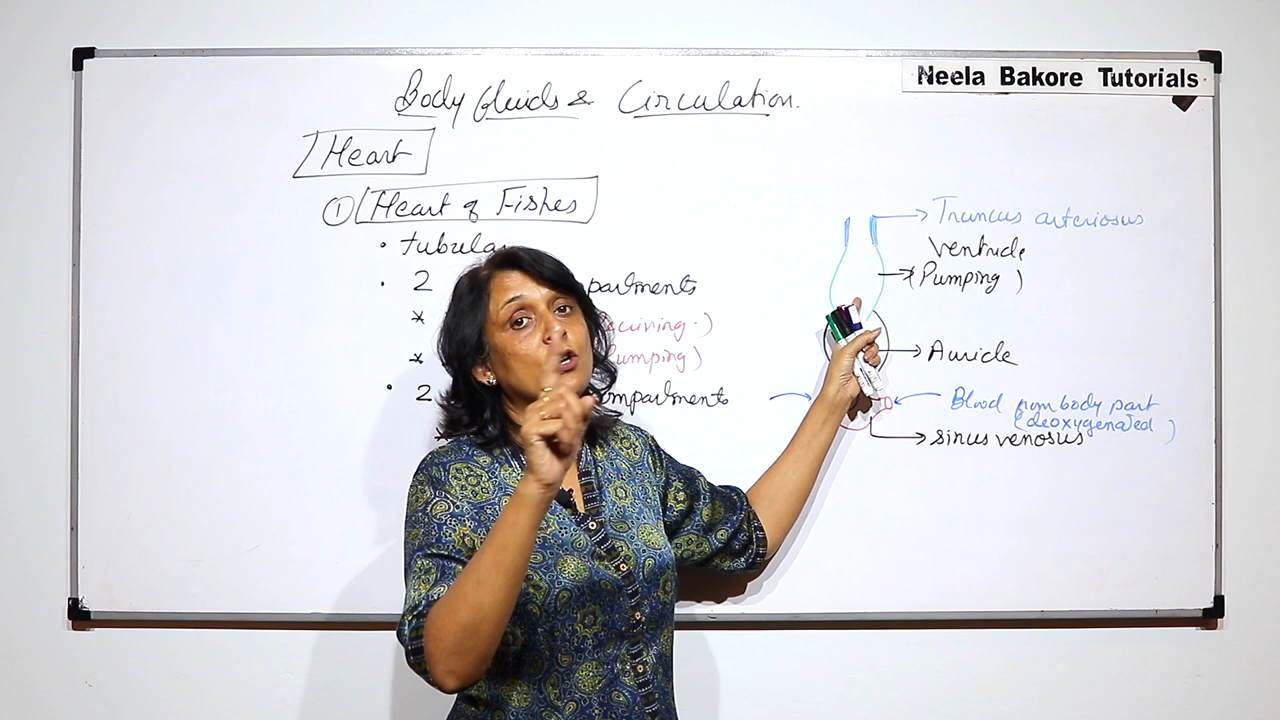 Neela Bakore Tutorials
Body fluids & Circulation.
Heart
① Heart of Fishes
• tubular
• 2
* )
* Pumping )
• 2
Truncus arteriosus
Ventricle
(Pumping )
Auricle
Blood from body part
(deoxygenated )
sinus venosus